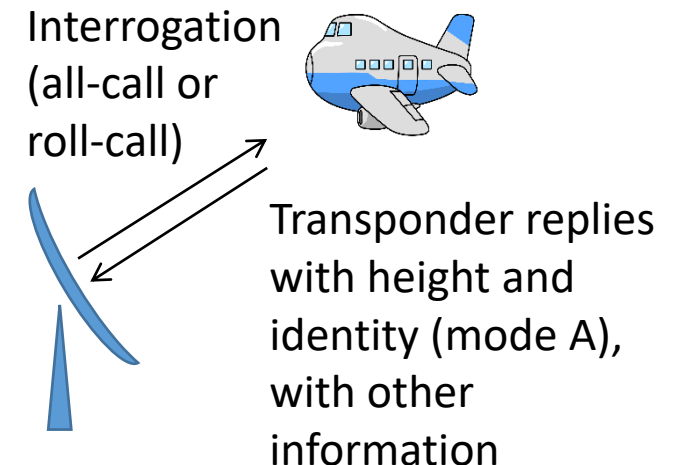 Interrogation
(all-call or
roll-call)
Transponder replies
with height and
identity (mode A),
with other
information